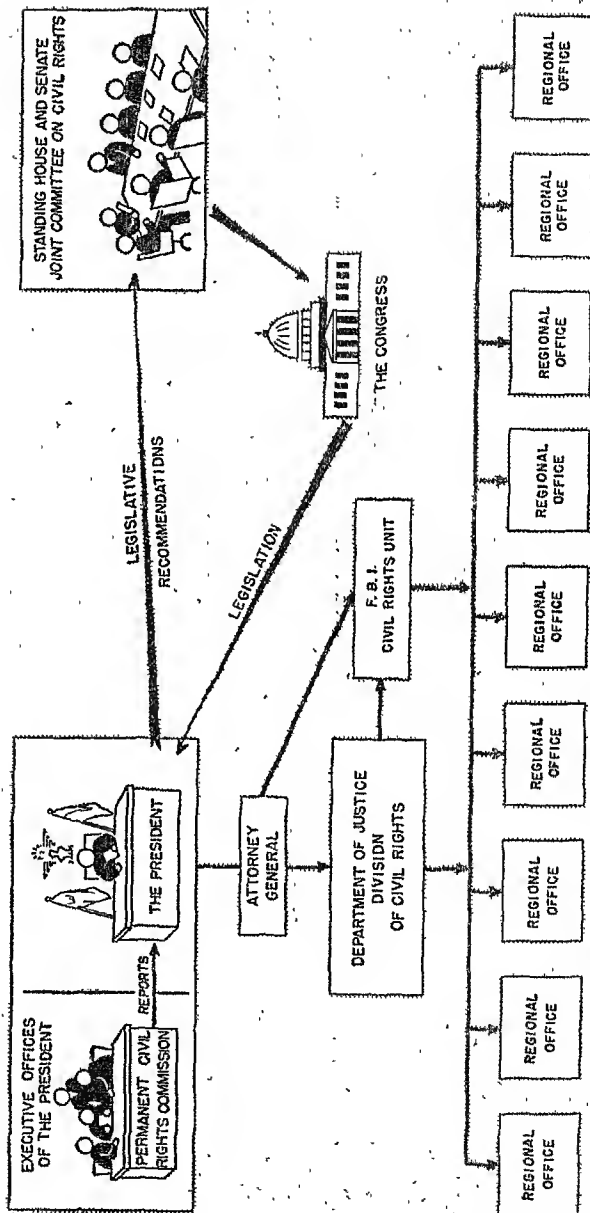 EXECUTIVE OFFICES
OF THE PRESIDENT
PERMANENT CIVIL
RIGHTS COMMISSION
REPORTS
THE PRESIDENT
LEGISLATIVE
RECOMMENDATIONS
STANDING HOUSE AND SENATE
JOINT COMMITTEE ON CIVIL RIGHTS
THE CONGRESS
LEGISLATION
ATTORNEY
GENERAL
DEPARTMENT OF JUSTICE
DIVISION
OF CIVIL RIGHTS
F. B. I.
CIVIL RIGHTS UNIT
REGIONAL
OFFICE
REGIONAL
OFFICE
REGIONAL
OFFICE
REGIONAL
OFFICE
REGIONAL
OFFICE
REGIONAL
OFFICE
REGIONAL
OFFICE
REGIONAL
OFFICE
REGIONAL
OFFICE